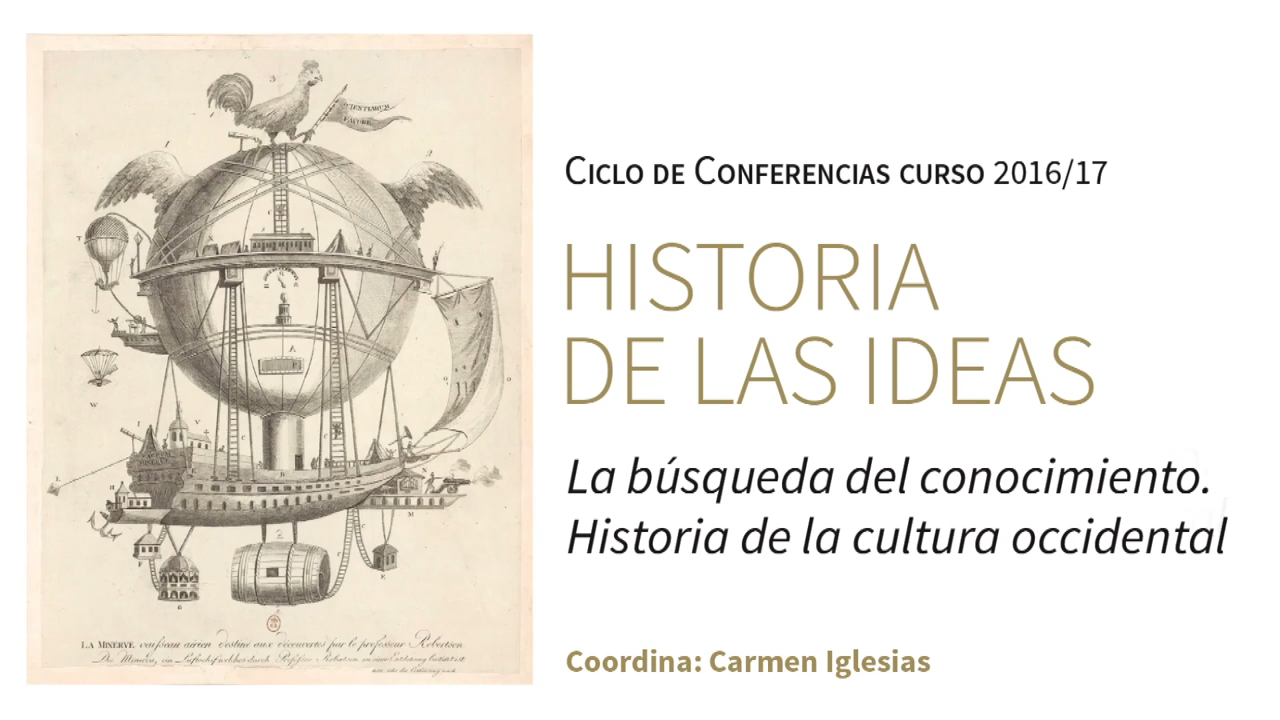 CICLO DE CONFERENCIAS CURSO 2016/17
HISTORIA
DE LAS IDEAS
La búsqueda del conocimiento.
Historia de la cultura occidental
Coordina: Carmen Iglesias
LA MINERVE vaisseau aérien destiné aux découvertes par le professeur Robertson